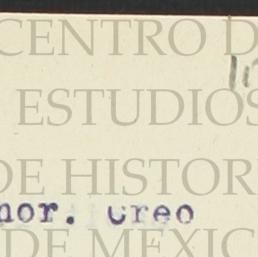 CENTRO D
ESTUDIOS
DE HISTOR
nor. Creo
DE MEXIC